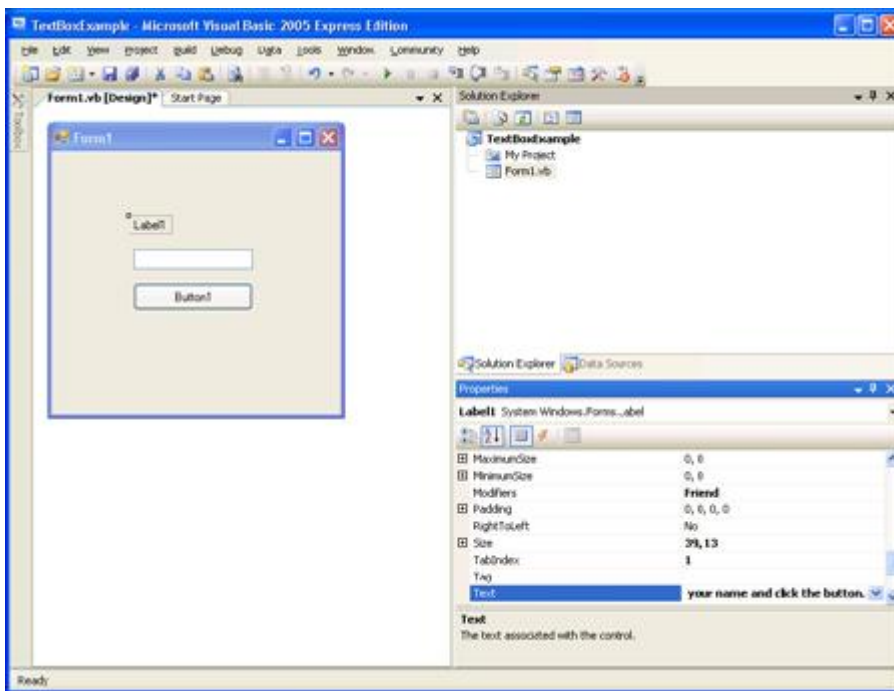 TextBoxExample - Microsoft Visual Basic 2005 Express Edition
File Edit View Project Build Debug Data Tools Window Community Help
Toolbox
Form1.vb [Design]* Start Page
Form1
Label1
Button1
Solution Explorer
TextBoxExample
My Project
Form1.vb
Solution Explorer Data Sources
Properties
Label1 System.Windows.Forms.Label
MaximumSize 0, 0
MinimumSize 0, 0
Modifiers Friend
Padding 0, 0, 0, 0
RightToLeft No
Size 39, 13
TabIndex 1
Tag
Text your name and click the button.
Text
The text associated with the control.
Ready